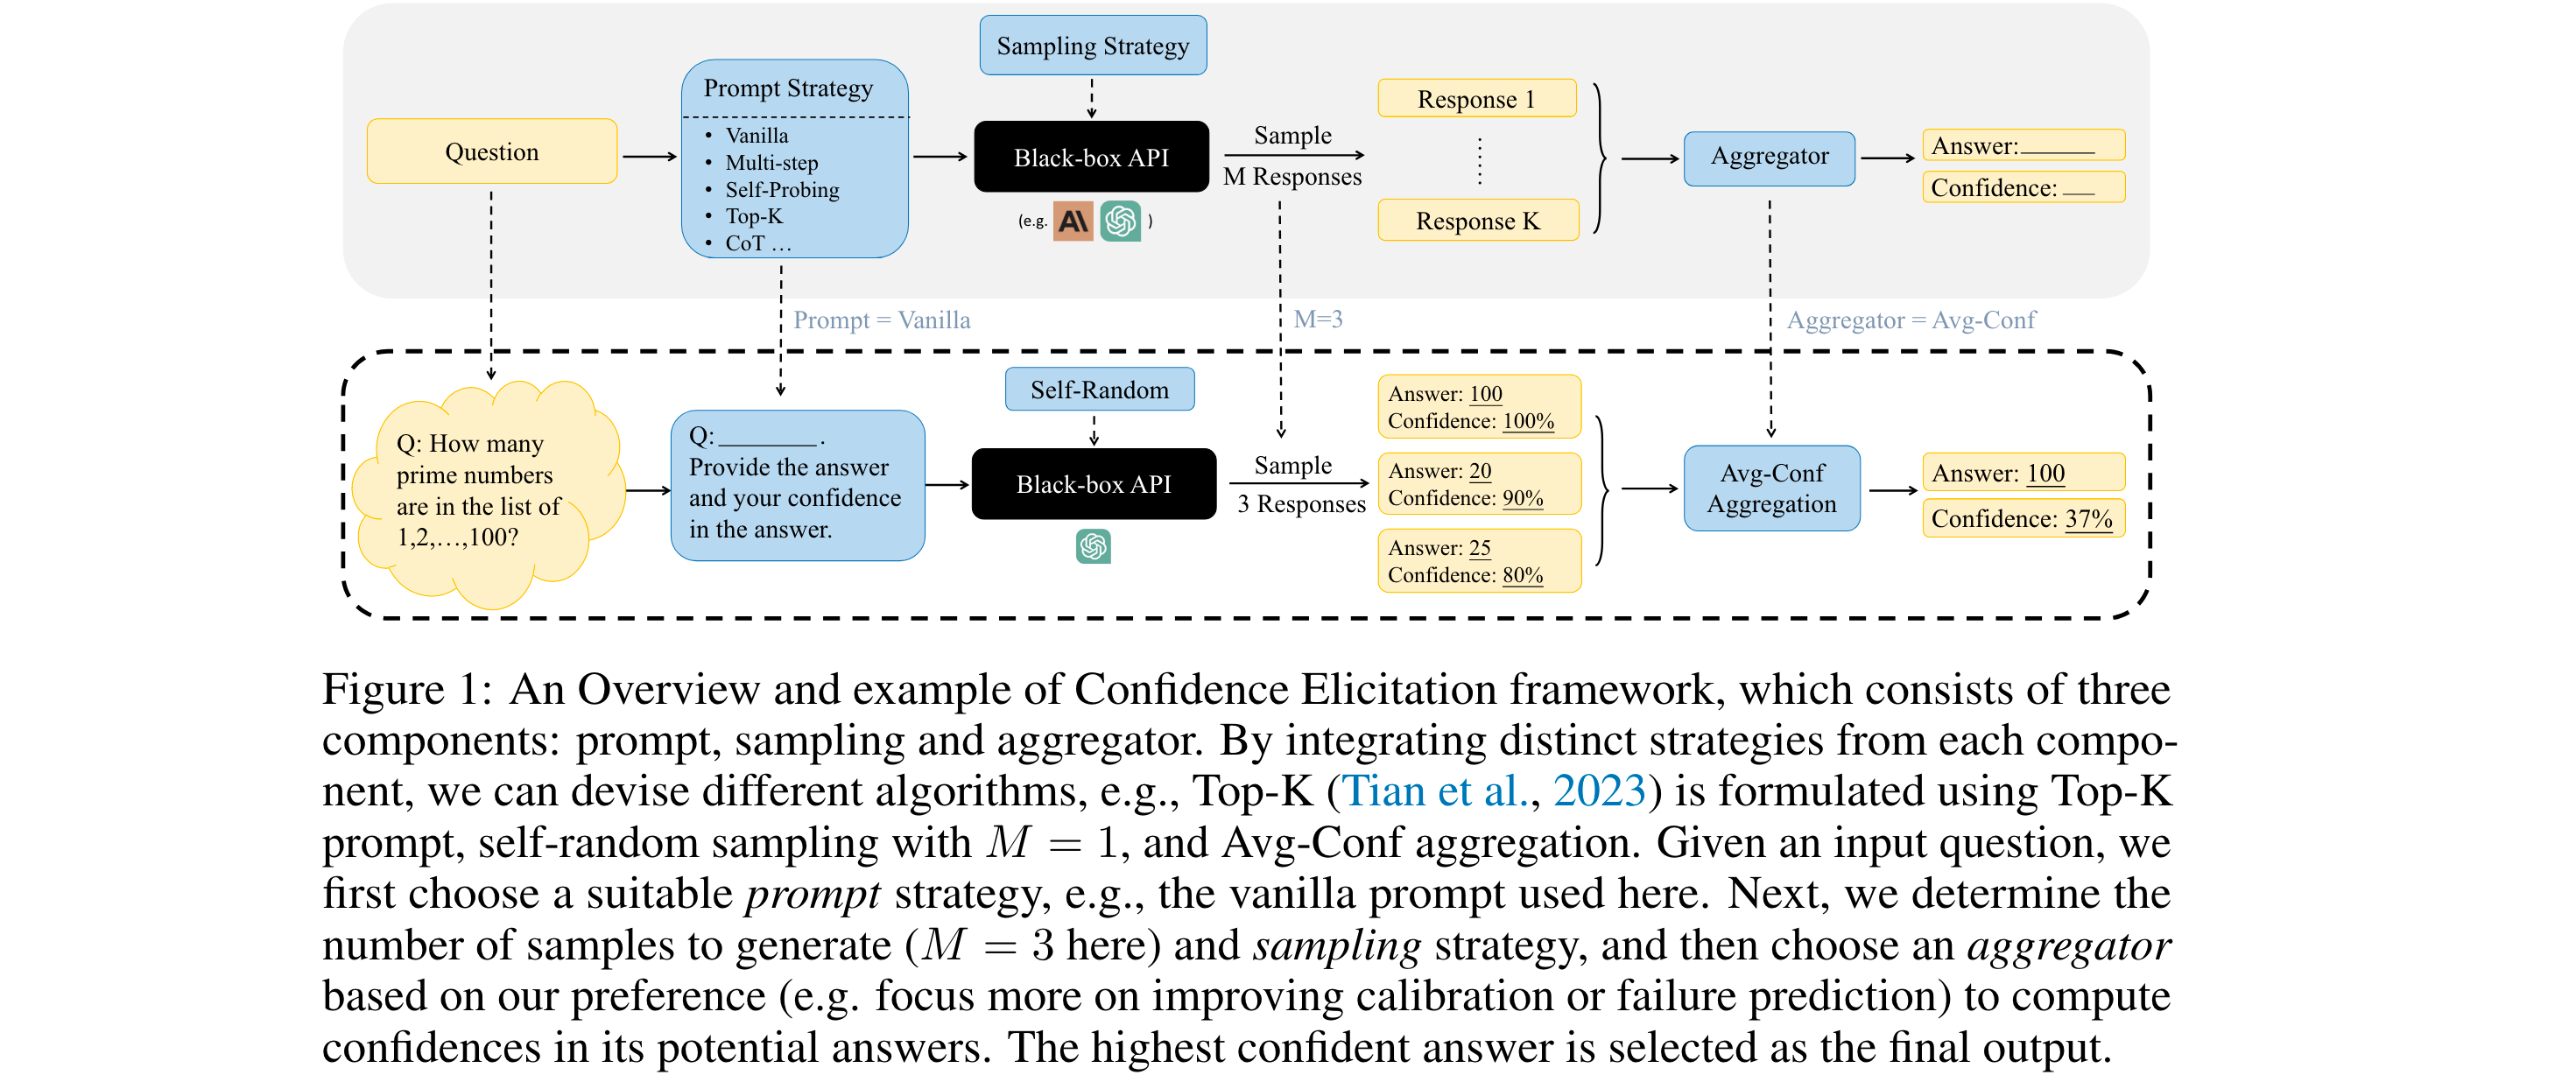 Sampling Strategy
Prompt Strategy
• Vanilla
• Multi-step
• Self-Probing
• Top-K
• CoT ...
Question
Black-box API
(e.g. A\ )
Sample
M Responses
Response 1
Response K
Aggregator
Answer:______
Confidence: ___
Prompt = Vanilla
M=3
Aggregator = Avg-Conf
Q: How many
prime numbers
are in the list of
1,2,...,100?
Q: ________ .
Provide the answer
and your confidence
in the answer.
Self-Random
Black-box API
Sample
3 Responses
Answer: 100
Confidence: 100%
Answer: 20
Confidence: 90%
Answer: 25
Confidence: 80%
Avg-Conf
Aggregation
Answer: 100
Confidence: 37%
Figure 1: An Overview and example of Confidence Elicitation framework, which consists of three
components: prompt, sampling and aggregator. By integrating distinct strategies from each compo-
nent, we can devise different algorithms, e.g., Top-K (Tian et al., 2023) is formulated using Top-K
prompt, self-random sampling with M = 1, and Avg-Conf aggregation. Given an input question, we
first choose a suitable prompt strategy, e.g., the vanilla prompt used here. Next, we determine the
number of samples to generate (M = 3 here) and sampling strategy, and then choose an aggregator
based on our preference (e.g. focus more on improving calibration or failure prediction) to compute
confidences in its potential answers. The highest confident answer is selected as the final output.